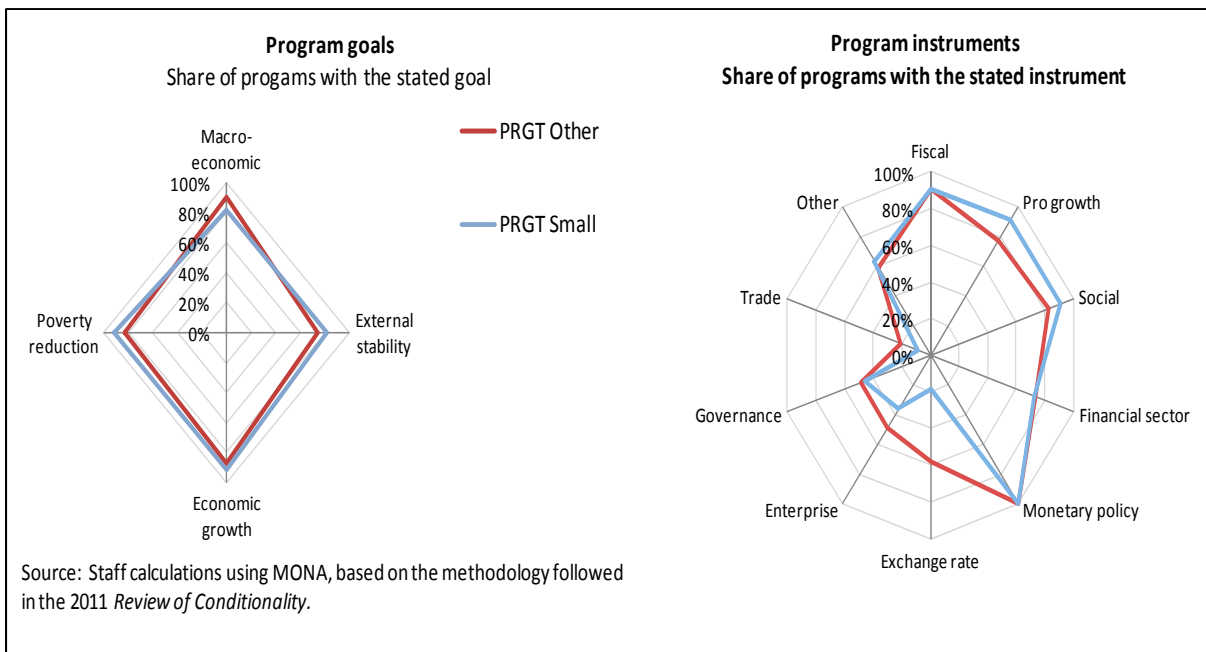 Program goals
Share of progams with the stated goal
Macro-
economic
100%
80%
60%
40%
20%
0%
Poverty
reduction
External
stability
Economic
growth
PRGT Other
PRGT Small
Program instruments
Share of programs with the stated instrument
Fiscal
100%
80%
60%
40%
20%
0%
Other
Pro growth
Trade
Social
Governance
Financial sector
Enterprise
Monetary policy
Exchange rate
Source: Staff calculations using MONA, based on the methodology followed
in the 2011 Review of Conditionality.